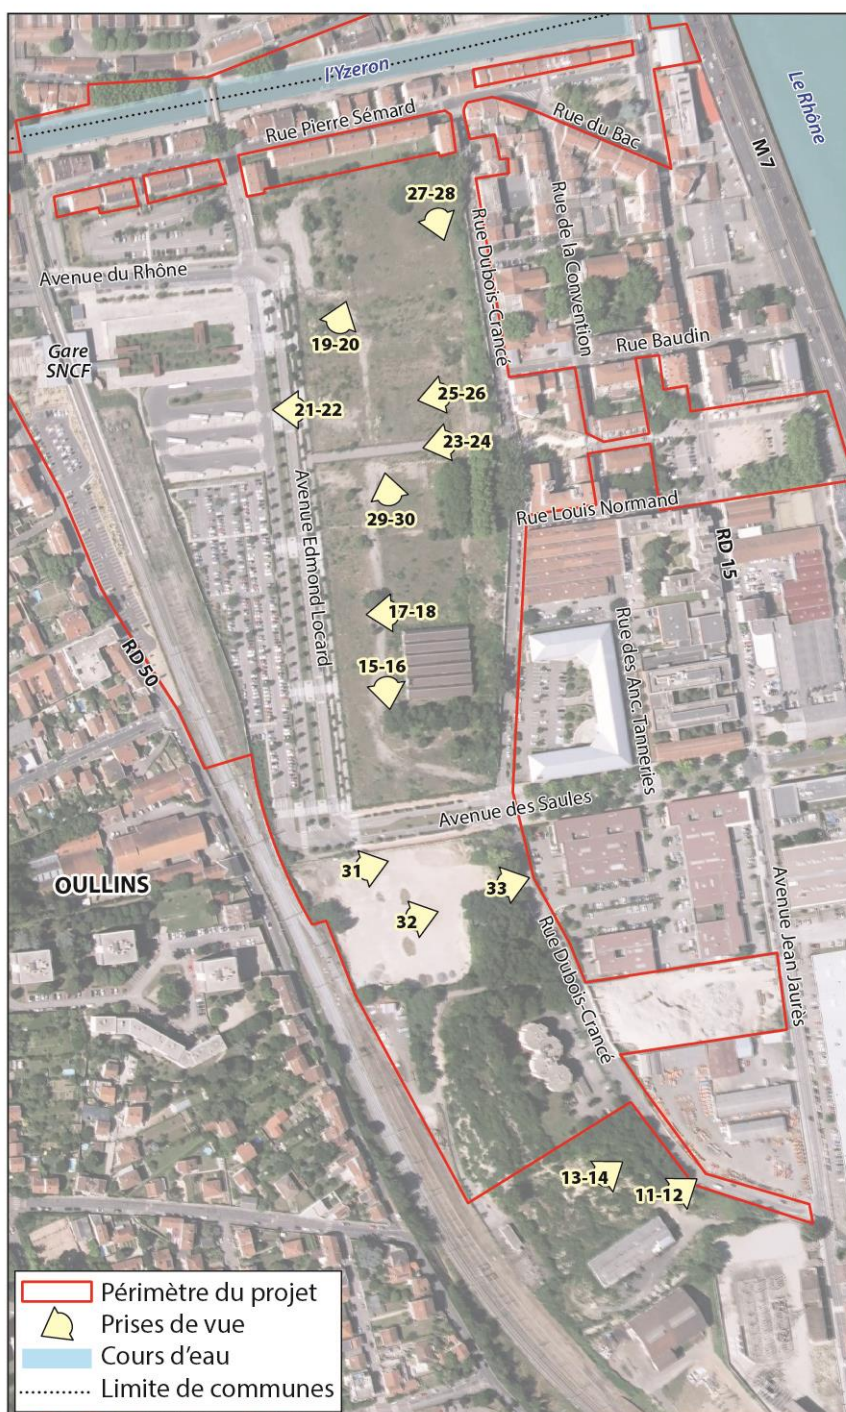 l'Yzeron
Le Rhône
Rue Pierre Sémard
Rue du Bac
M 7
27-28
Rue Dubois-Crancé
Rue de la Convention
Avenue du Rhône
19-20
Rue Baudin
Gare
SNCF
25-26
21-22
23-24
Avenue Edmond Locard
29-30
Rue Louis Normand
RD 15
17-18
RD 50
15-16
Rue des Anc. Tanneries
Avenue des Saules
31
OULLINS
33
32
Rue Dubois-Crancé
Avenue Jean Jaurès
13-14
11-12
Périmètre du projet
Prises de vue
Cours d'eau
Limite de communes